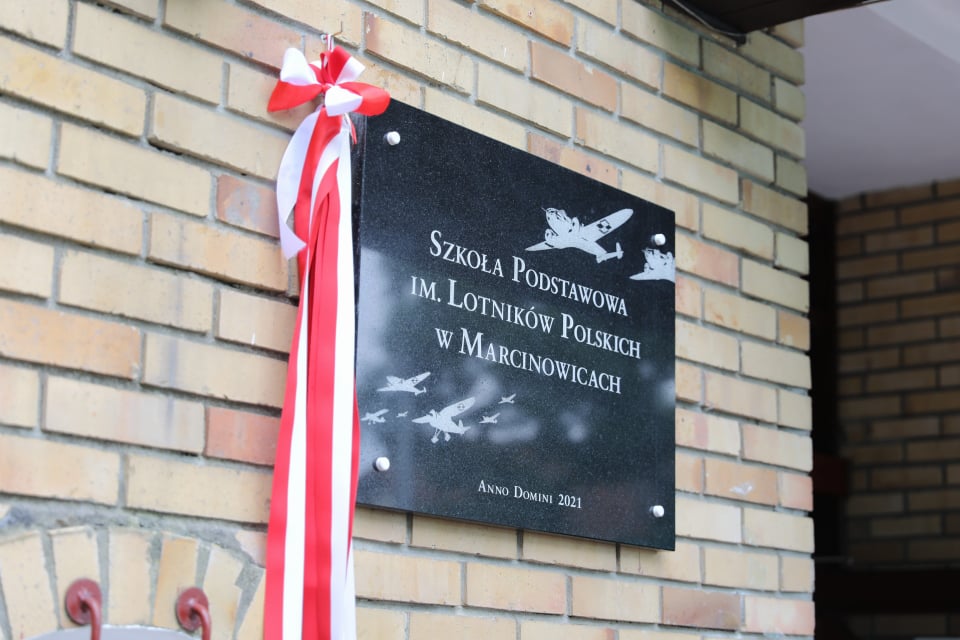 Szkoła Podstawowa
im. Lotników Polskich
w Marcinowicach
Anno Domini 2021